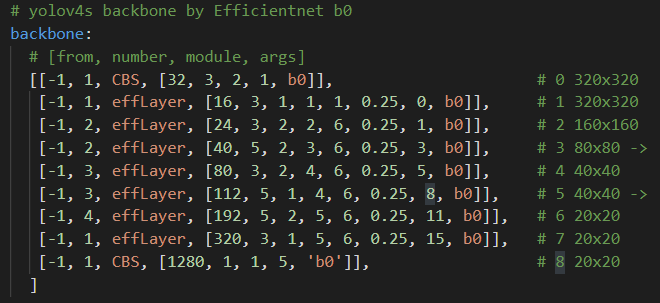 # yolov4s backbone by Efficientnet b0
backbone:
# [from, number, module, args]
[[-1, 1, CBS, [32, 3, 2, 1, b0]], # 0 320x320
[-1, 1, effLayer, [16, 3, 1, 1, 1, 0.25, 0, b0]], # 1 320x320
[-1, 2, effLayer, [24, 3, 2, 2, 6, 0.25, 1, b0]], # 2 160x160
[-1, 2, effLayer, [40, 5, 2, 3, 6, 0.25, 3, b0]], # 3 80x80 ->
[-1, 3, effLayer, [80, 3, 2, 4, 6, 0.25, 5, b0]], # 4 40x40
[-1, 3, effLayer, [112, 5, 1, 4, 6, 0.25, 8, b0]], # 5 40x40 ->
[-1, 4, effLayer, [192, 5, 2, 5, 6, 0.25, 11, b0]], # 6 20x20
[-1, 1, effLayer, [320, 3, 1, 5, 6, 0.25, 15, b0]], # 7 20x20
[-1, 1, CBS, [1280, 1, 1, 5, 'b0']], # 8 20x20
]